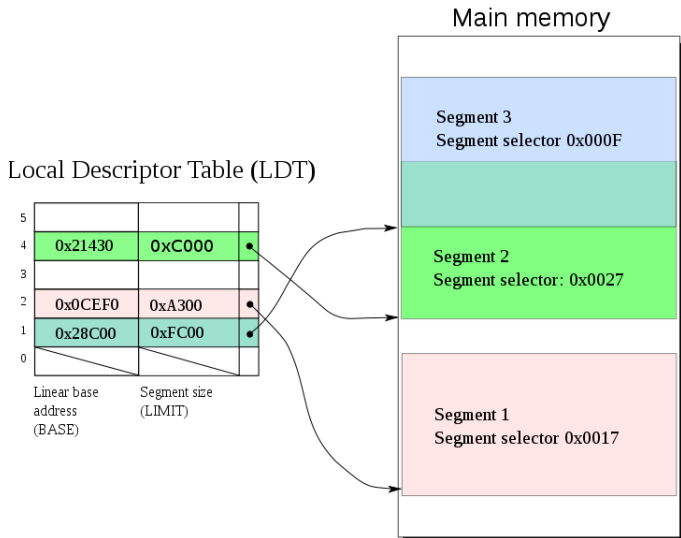 Main memory
Segment 3
Segment selector 0x000F
Local Descriptor Table (LDT)
5
4 0x21430 0xC000
3
2 0x0CEF0 0xA300
1 0x28C00 0xFC00
0
Segment 2
Segment selector: 0x0027
Linear base
address
(BASE)
Segment size
(LIMIT)
Segment 1
Segment selector 0x0017